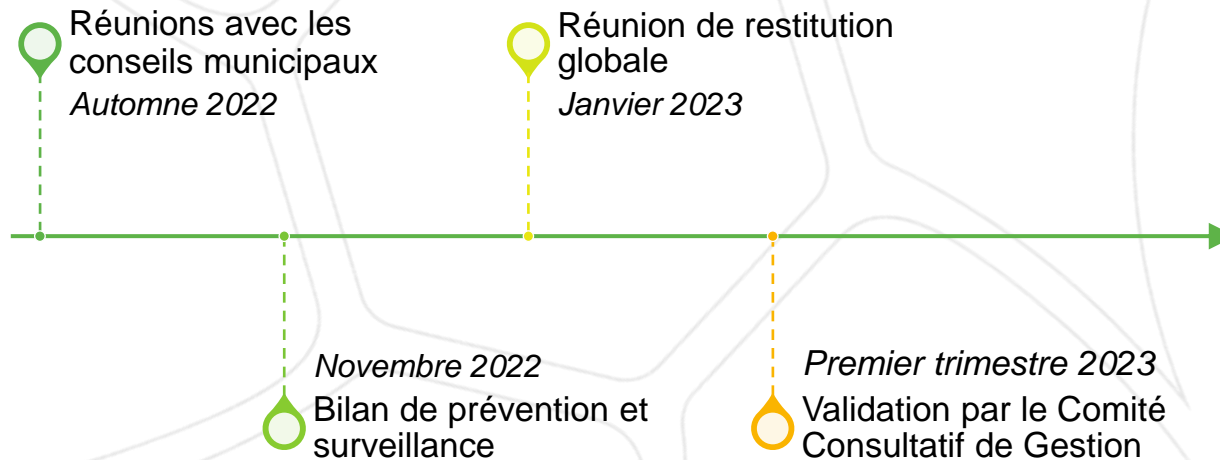 Réunions avec les
conseils municipaux
Automne 2022
Réunion de restitution
globale
Janvier 2023
Novembre 2022
Bilan de prévention et
surveillance
Premier trimestre 2023
Validation par le Comité
Consultatif de Gestion